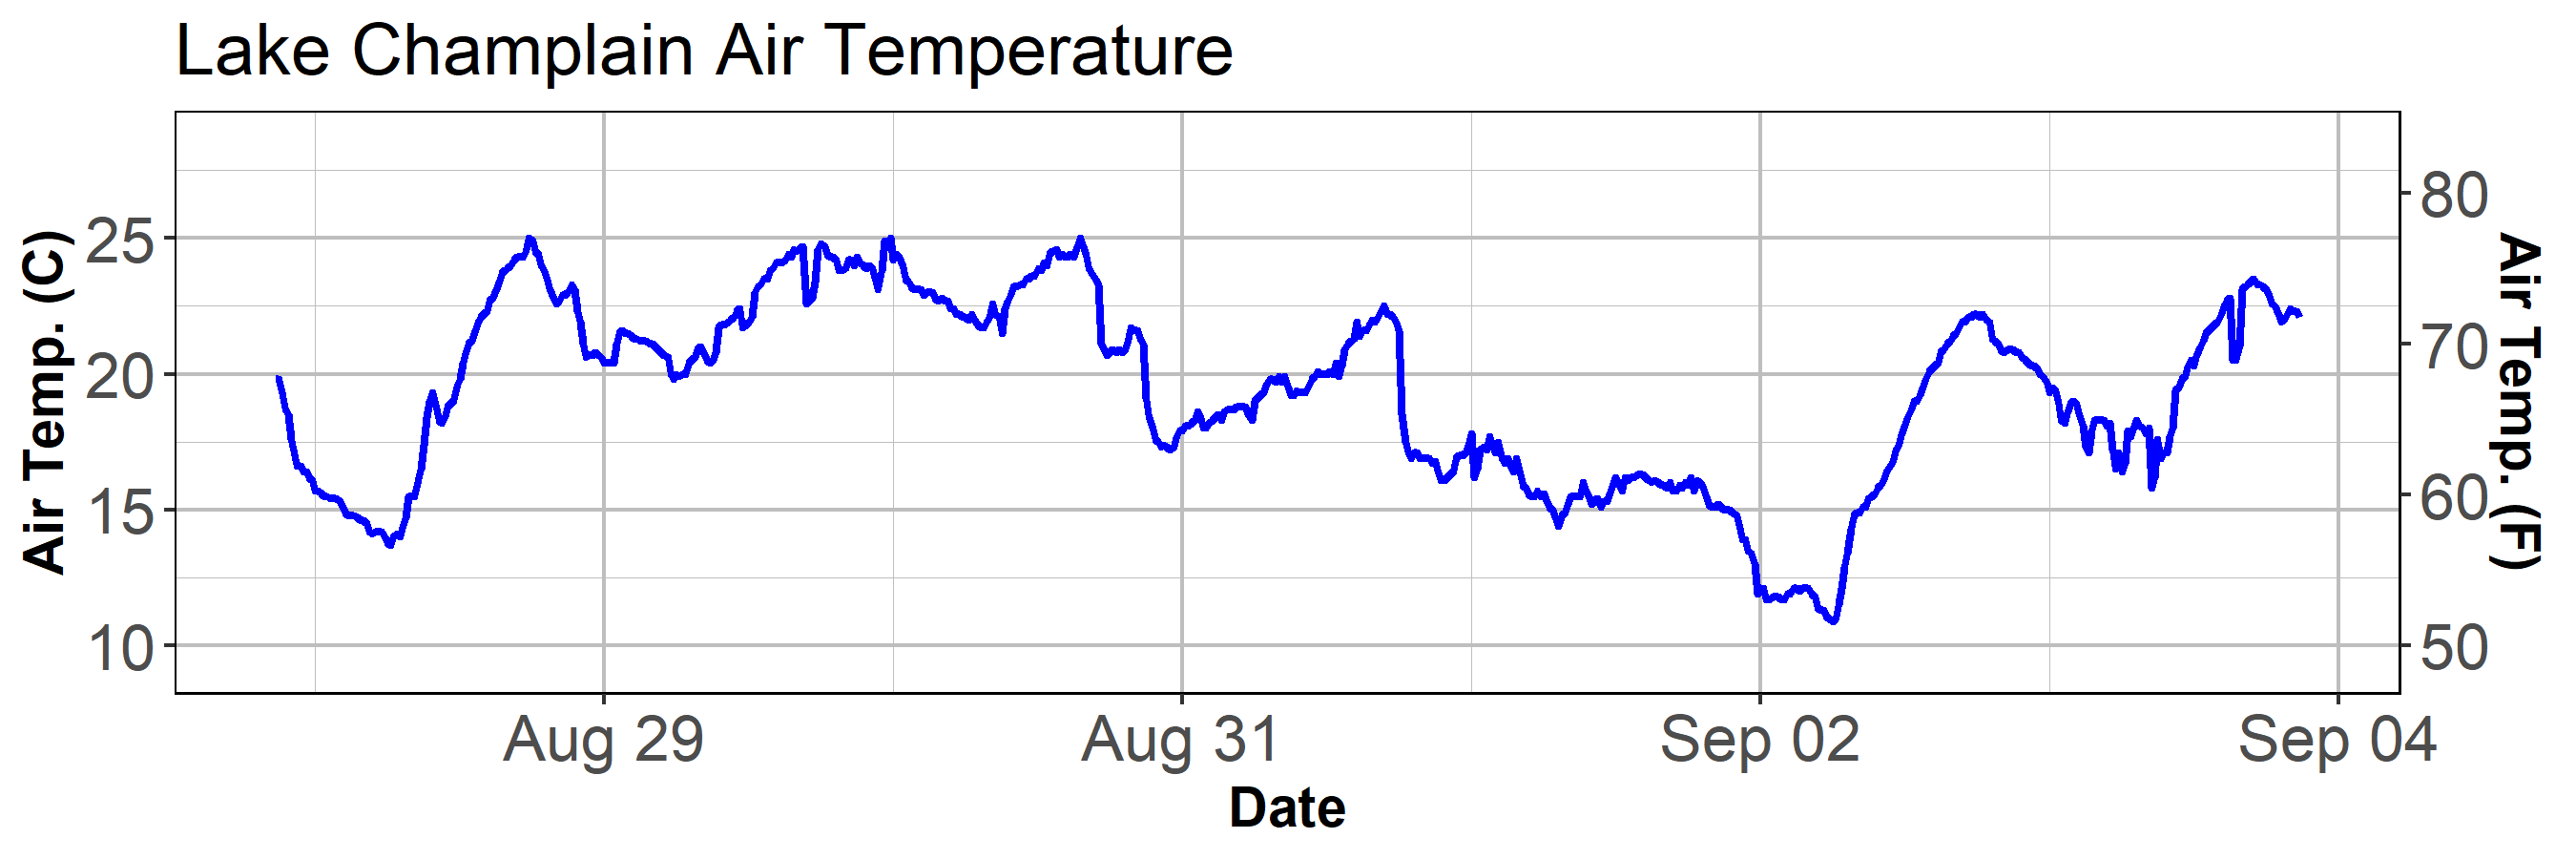 Lake Champlain Air Temperature
Air Temp. (C)
25
20
15
10
80
70
60
50
Air Temp. (F)
Aug 29 Aug 31 Sep 02 Sep 04
Date